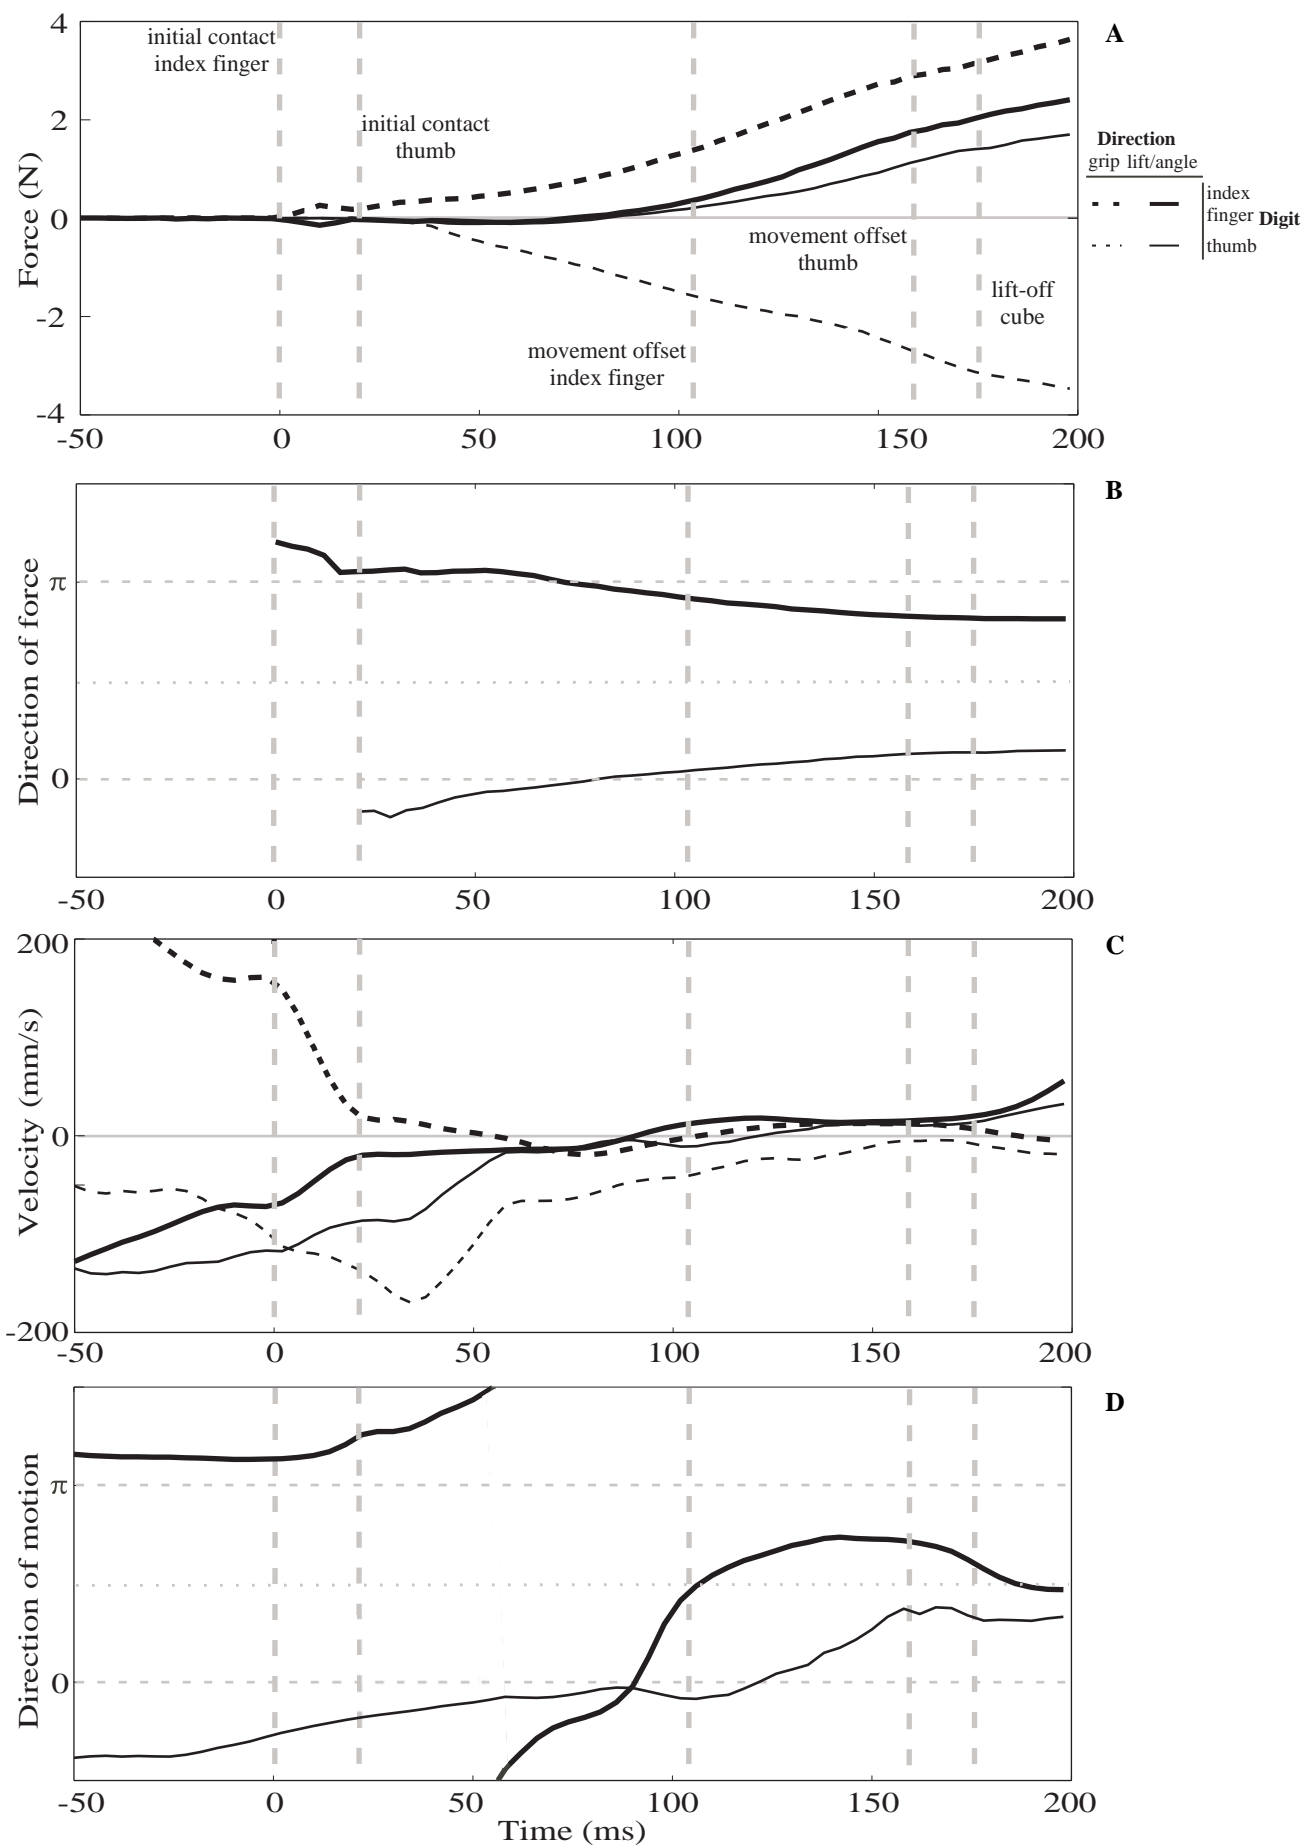 A
4
2
0
-2
-4
Force (N)
initial contact
index finger
initial contact
thumb
movement offset
thumb
movement offset
index finger
lift-off
cube
-50
0
50
100
150
200
Direction
grip lift/angle
index
finger
Digit
thumb
B
π
0
Direction of force
-50
0
50
100
150
200
C
200
0
-200
Velocity (mm/s)
-50
0
50
100
150
200
D
π
0
Direction of motion
-50
0
50
100
150
200
Time (ms)